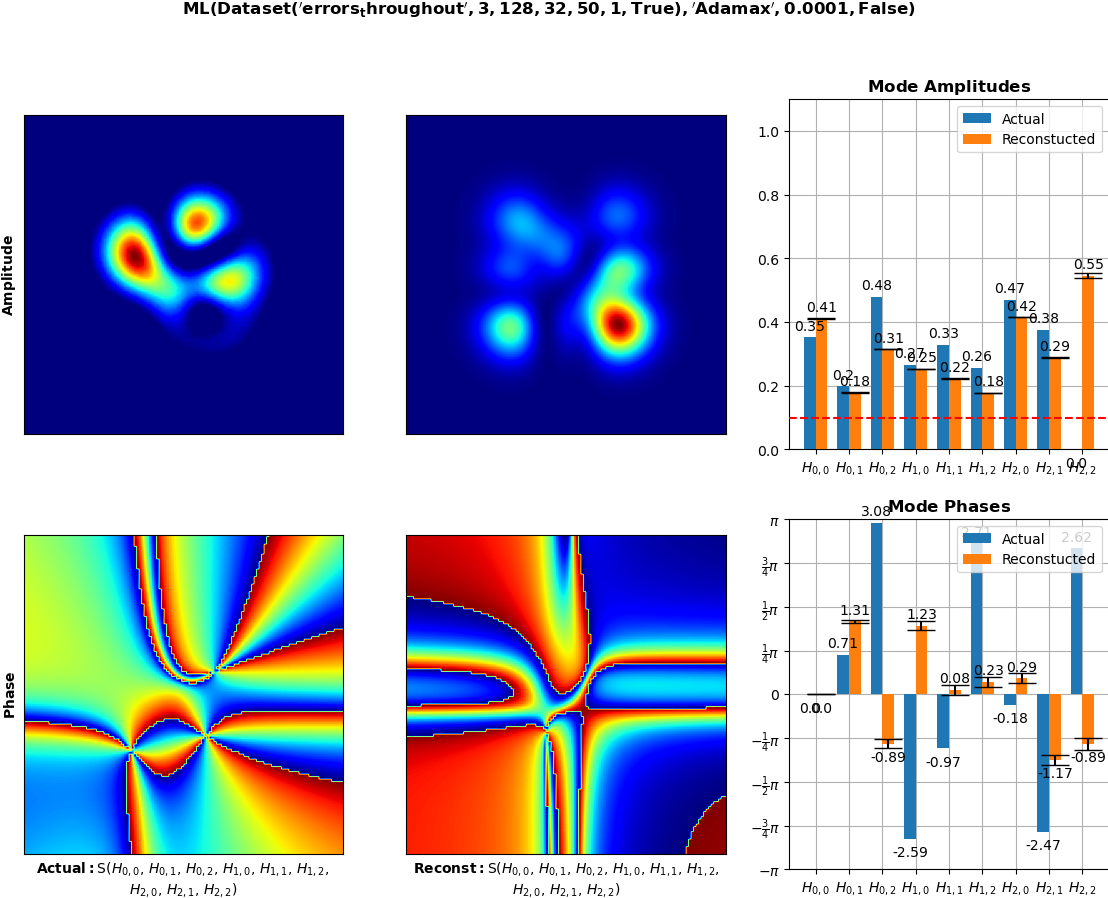 ML(Dataset('errors_throughout', 3, 128, 32, 50, 1, True), 'Adamax', 0.0001, False)
Amplitude
Mode Amplitudes
Actual
Reconstucted
1.0
0.8
0.6
0.4
0.2
0.0
0.35
0.41
0.2
0.18
0.48
0.31
0.27
0.25
0.33
0.22
0.26
0.18
0.47
0.42
0.38
0.29
0.0
0.55
H0,0 H0,1 H0,2 H1,0 H1,1 H1,2 H2,0 H2,1 H2,2
Phase
Mode Phases
Actual
Reconstucted
π
3/4π
1/2π
1/4π
0
−1/4π
−1/2π
−3/4π
−π
0.0
0.0
0.71
1.31
3.08
-0.89
-2.59
1.23
-0.97
0.08
2.71
0.23
-0.18
0.29
-2.47
-1.17
2.62
-0.89
H0,0 H0,1 H0,2 H1,0 H1,1 H1,2 H2,0 H2,1 H2,2
Actual: S(H0,0, H0,1, H0,2, H1,0, H1,1, H1,2,
H2,0, H2,1, H2,2)
Reconst: S(H0,0, H0,1, H0,2, H1,0, H1,1, H1,2,
H2,0, H2,1, H2,2)